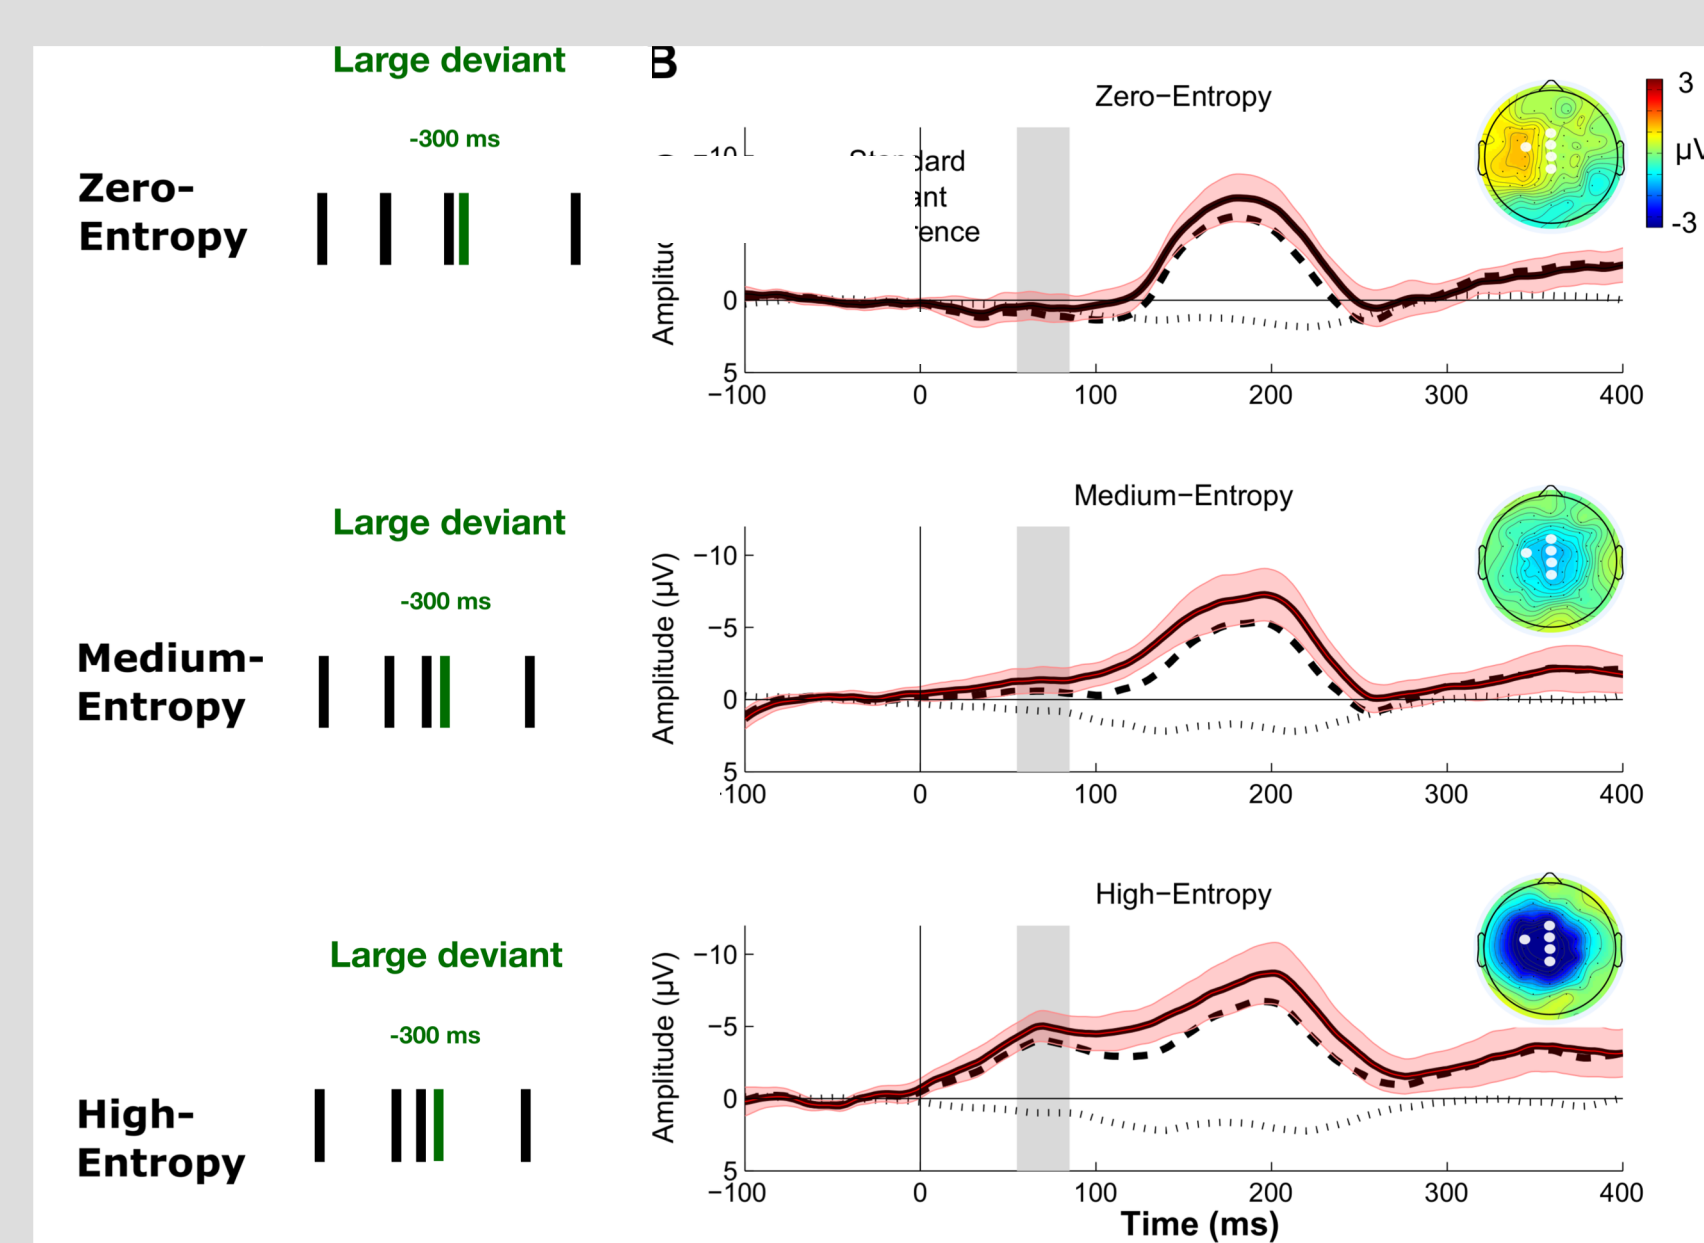 Large deviant
-300 ms
Zero-
Entropy
Large deviant
-300 ms
Medium-
Entropy
Large deviant
-300 ms
High-
Entropy
B
Zero−Entropy
0
5
−100
0
100
200
300
400
3
µV
-3
Medium−Entropy
Amplitude (µV)
−10
−5
0
5
100
0
100
200
300
400
High−Entropy
Amplitude (µV)
−10
−5
0
5
−100
0
100
200
300
400
Time (ms)